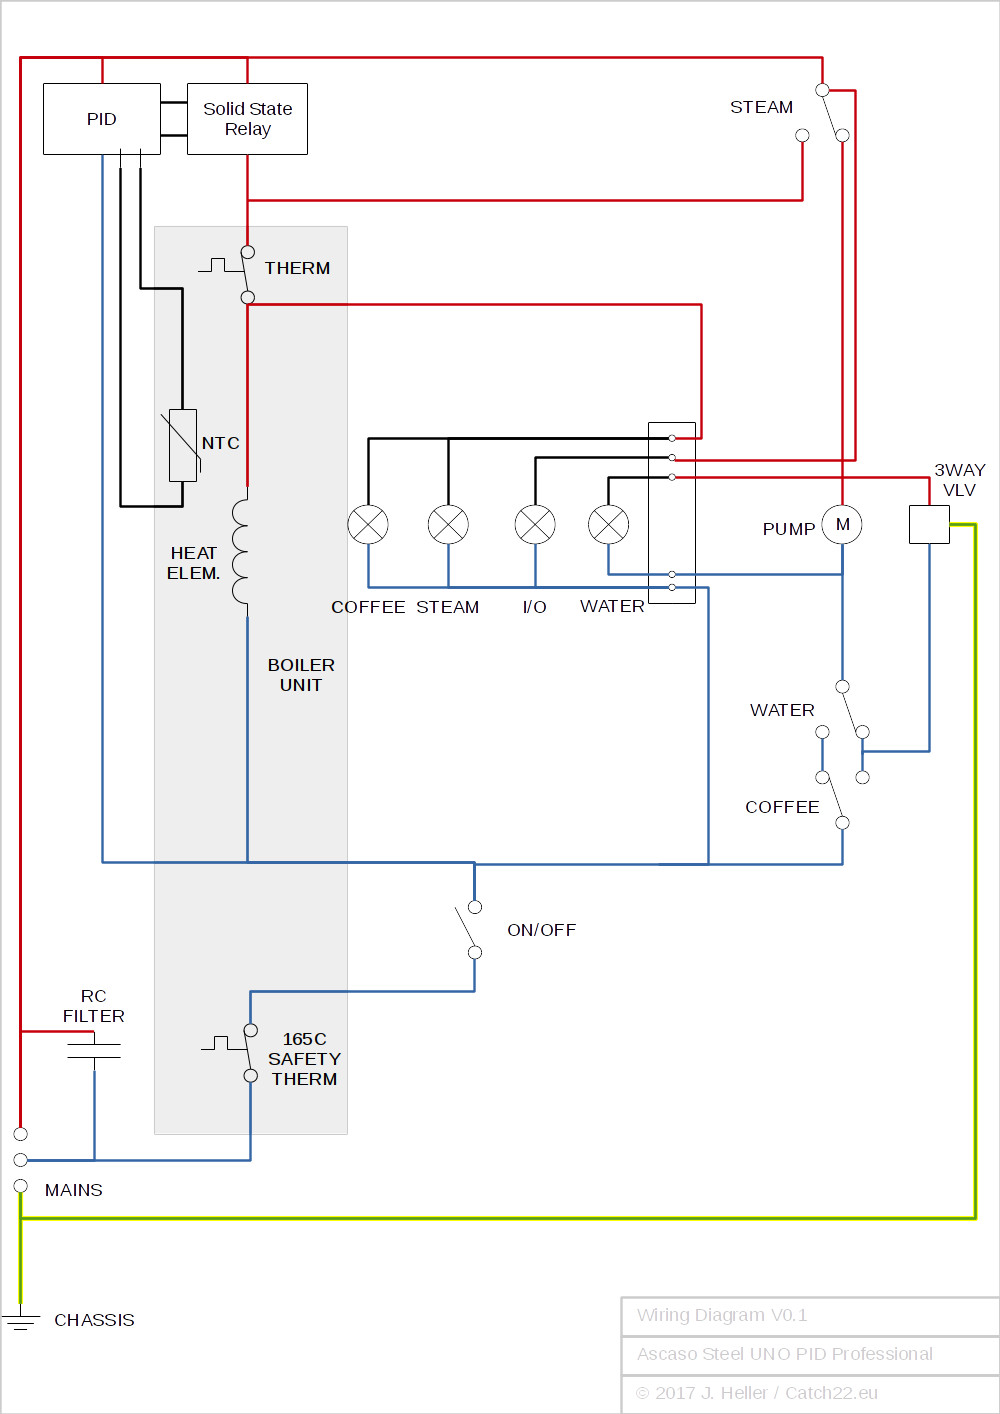 PID
Solid State
Relay
STEAM
THERM
NTC
3WAY
VLV
PUMP
M
HEAT
ELEM.
COFFEE
STEAM
I/O
WATER
BOILER
UNIT
WATER
COFFEE
ON/OFF
RC
FILTER
165C
SAFETY
THERM
MAINS
CHASSIS
Wiring Diagram V0.1
Ascaso Steel UNO PID Professional
© 2017 J. Heller / Catch22.eu